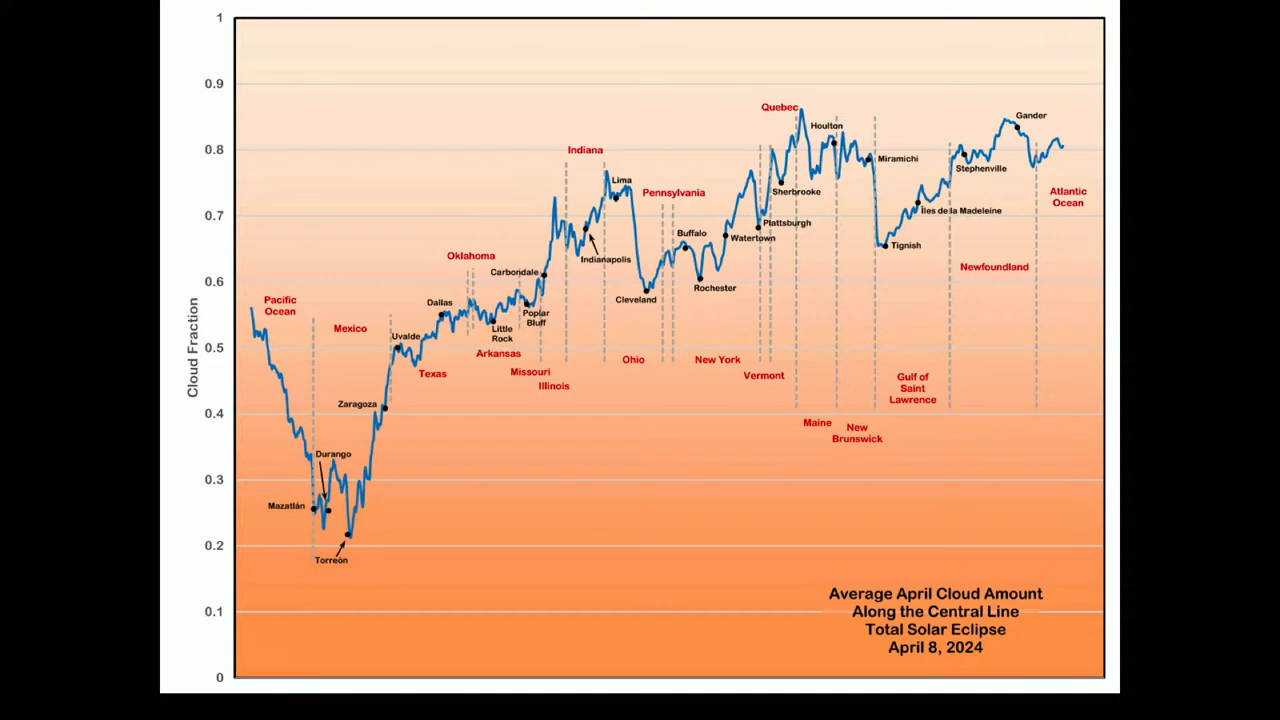 1
0.9
0.8
0.7
0.6
0.5
0.4
0.3
0.2
0.1
0
Cloud Fraction
Pacific
Ocean
Mexico
Mazatlán
Durango
Torreón
Zaragoza
Uvalde
Texas
Dallas
Oklahoma
Arkansas
Little
Rock
Poplar
Bluff
Missouri
Carbondale
Illinois
Indiana
Indianapolis
Lima
Ohio
Cleveland
Pennsylvania
Buffalo
Rochester
New York
Watertown
Plattsburgh
Vermont
Sherbrooke
Quebec
Maine
Houlton
New
Brunswick
Miramichi
Tignish
Gulf of
Saint
Lawrence
Îles de la Madeleine
Stephenville
Newfoundland
Gander
Atlantic
Ocean
Average April Cloud Amount
Along the Central Line
Total Solar Eclipse
April 8, 2024